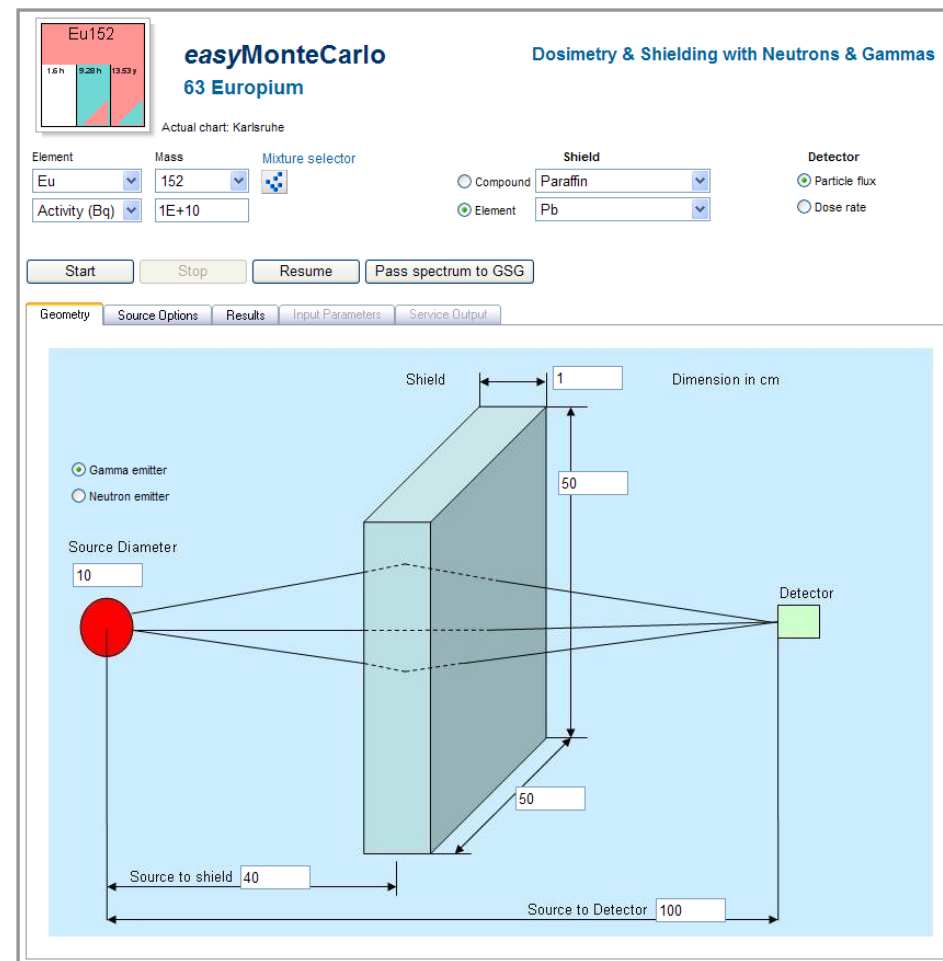 Eu152
1.6 h 9.28 h 13.53 y
easyMonteCarlo
Dosimetry & Shielding with Neutrons & Gammas
63 Europium
Actual chart: Karlsruhe
Element Mass Mixture selector Shield Detector
Eu 152 Compound Paraffin Particle flux
Activity (Bq) 1E+10 Element Pb Dose rate
Start Stop Resume Pass spectrum to GSG
Geometry Source Options Results Input Parameters Service Output
Shield 1 Dimension in cm
Gamma emitter
50
Neutron emitter
Source Diameter
10
Detector
50
Source to shield 40
Source to Detector 100